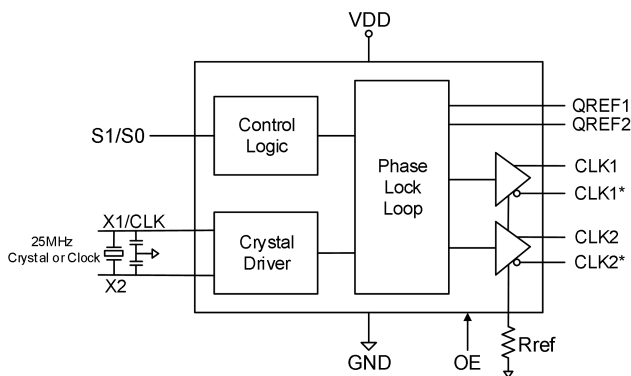 VDD
S1/S0
Control
Logic
Phase
Lock
Loop
QREF1
QREF2
CLK1
CLK1*
CLK2
CLK2*
X1/CLK
25MHz
Crystal or Clock
X2
Crystal
Driver
GND
OE
Rref